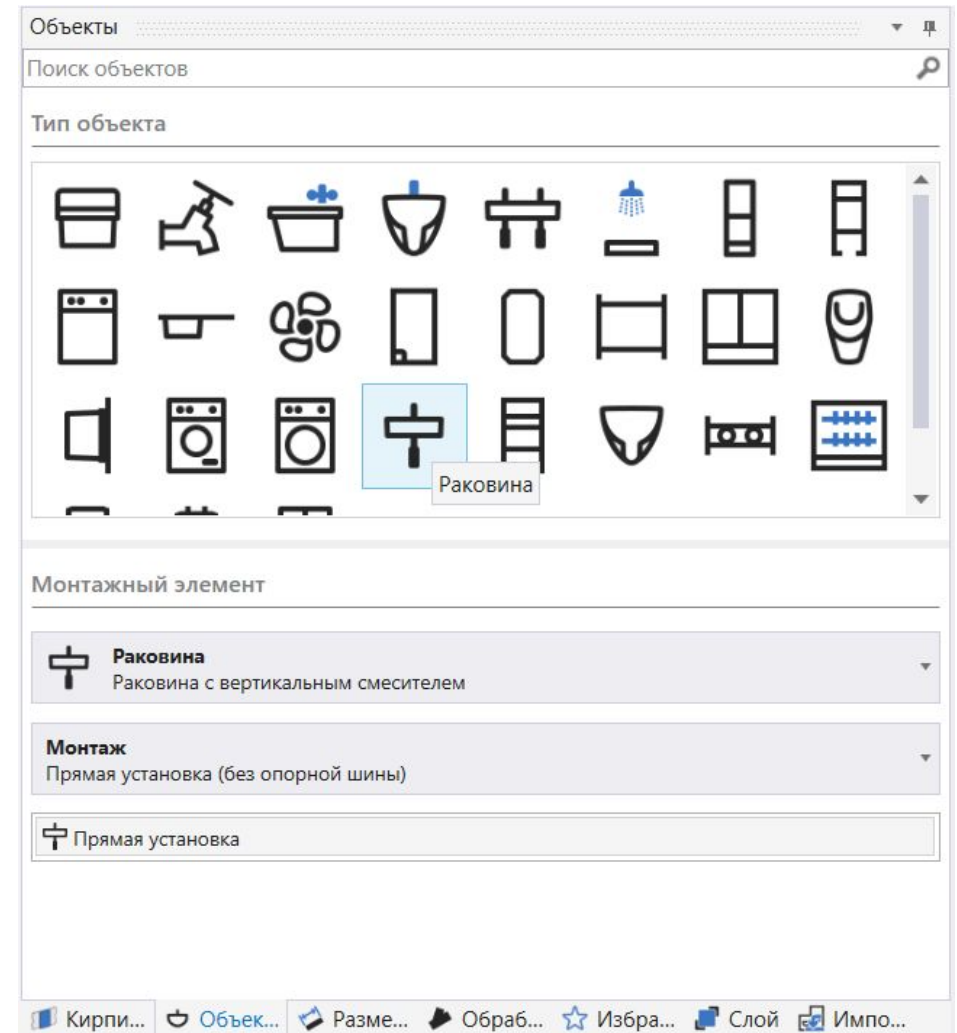 Объекты
Поиск объектов
Тип объекта
Раковина
Монтажный элемент
Раковина
Раковина с вертикальным смесителем
Монтаж
Прямая установка (без опорной шины)
Прямая установка
Кирпи... Объек... Разме... Обраб... Избра... Слой Импо...